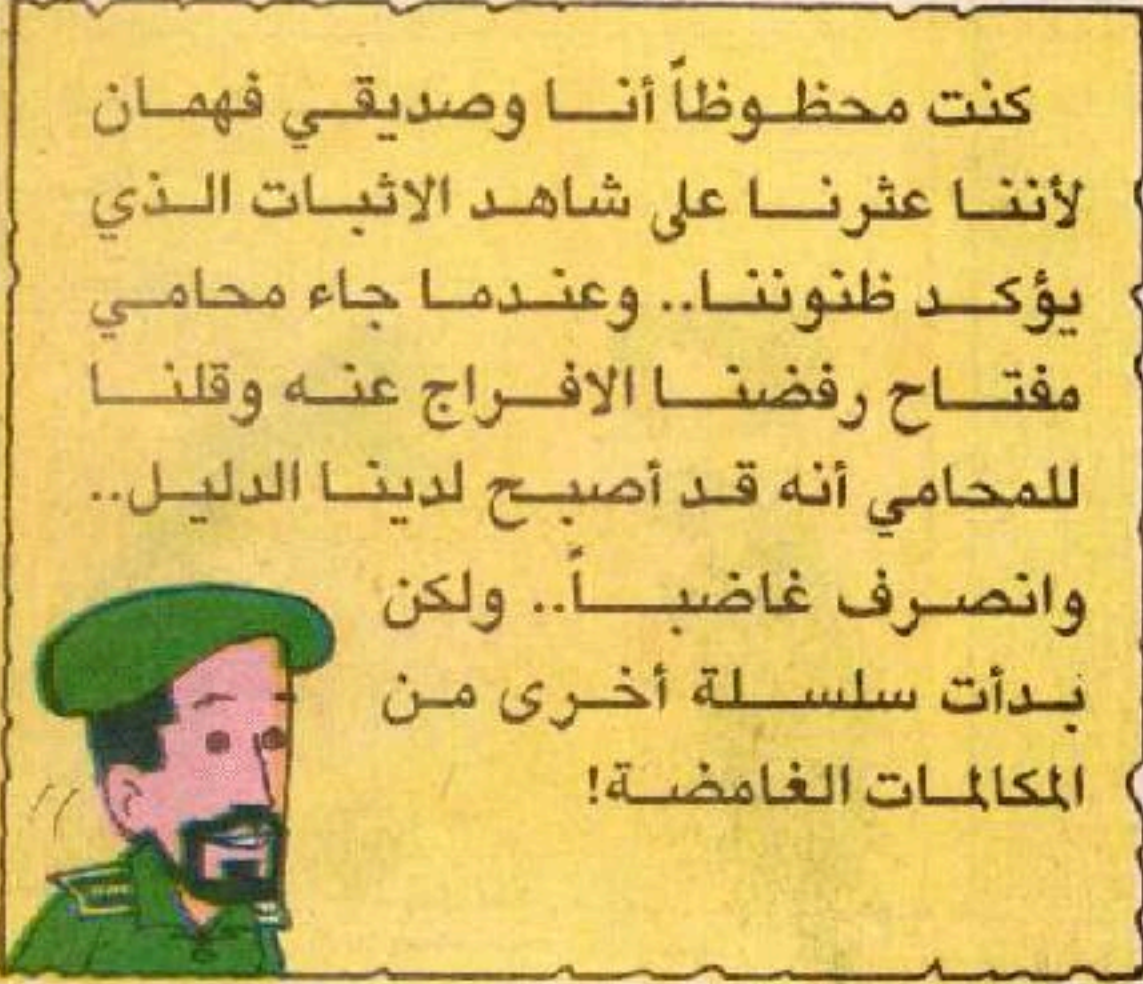 كنت محظوظاً أنا وصديقي فهمان
لأننا عثرنا على شاهد الاثبات الذي
يؤكد ظنوننا.. وعندما جاء محامي
مفتاح رفضنا الافراج عنه وقلنا
للمحامي أنه قد أصبح لدينا الدليل..
وانصرف غاضباً.. ولكن
بدأت سلسلة أخرى من
المكالمات الغامضة!